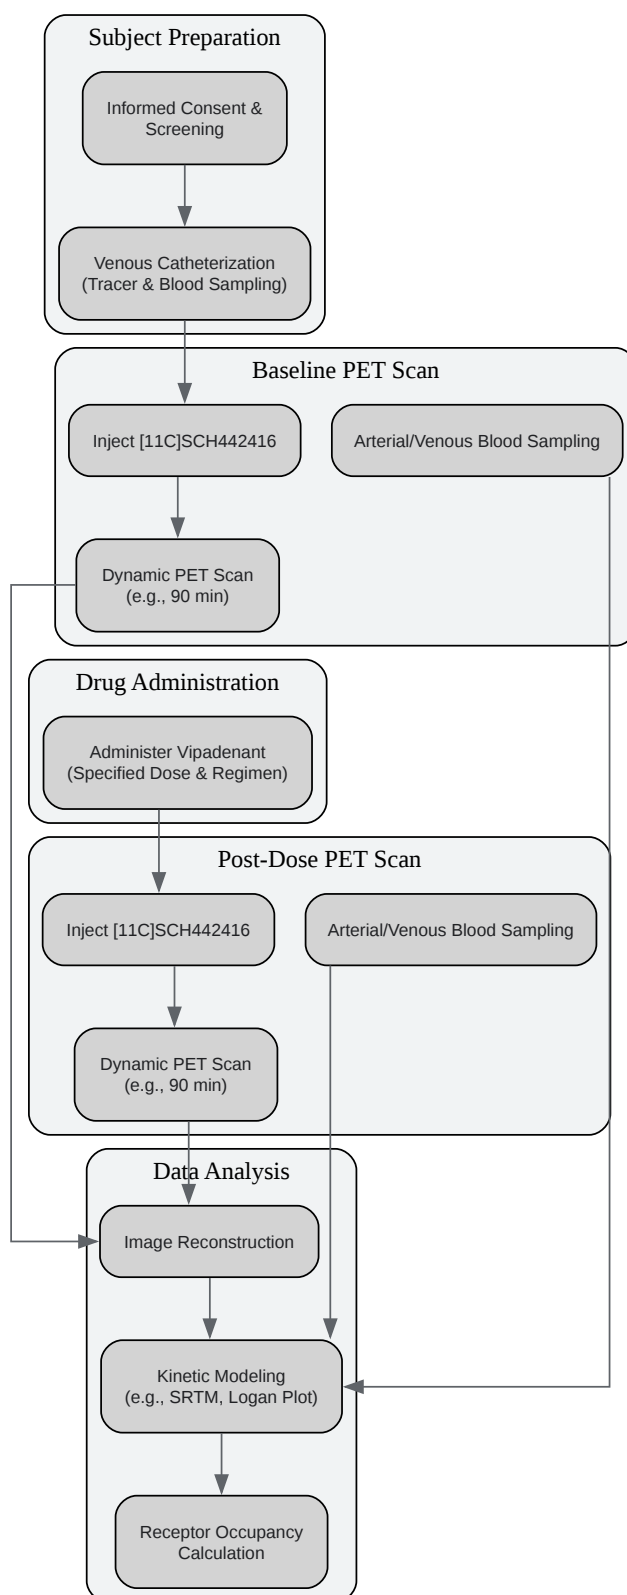 Subject Preparation
Informed Consent &
Screening
Venous Catheterization
(Tracer & Blood Sampling)
Baseline PET Scan
Inject [11C]SCH442416
Arterial/Venous Blood Sampling
Dynamic PET Scan
(e.g., 90 min)
Drug Administration
Administer Vipadenant
(Specified Dose & Regimen)
Post-Dose PET Scan
Inject [11C]SCH442416
Arterial/Venous Blood Sampling
Dynamic PET Scan
(e.g., 90 min)
Data Analysis
Image Reconstruction
Kinetic Modeling
(e.g., SRTM, Logan Plot)
Receptor Occupancy
Calculation